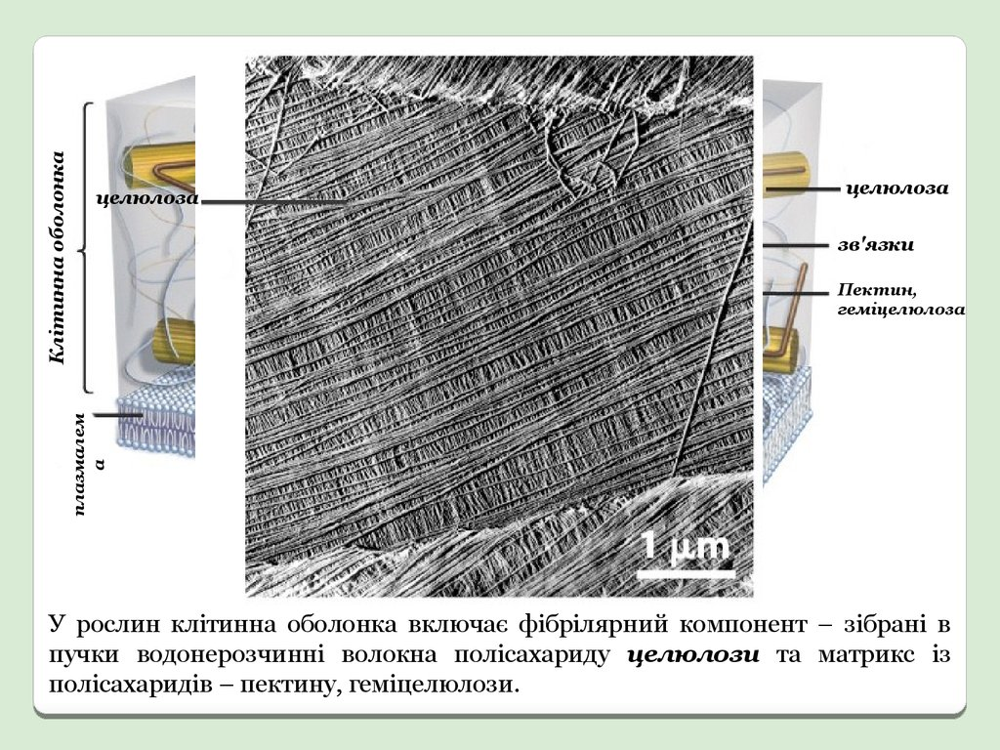 Клітинна оболонка
целюлоза
целюлоза
зв'язки
Пектин,
геміцелюлоза
плазмалем
а
1 µm
У рослин клітинна оболонка включає фібрілярний компонент – зібрані в
пучки водонерозчинні волокна полісахариду целюлози та матрикс із
полісахаридів – пектину, геміцелюлози.